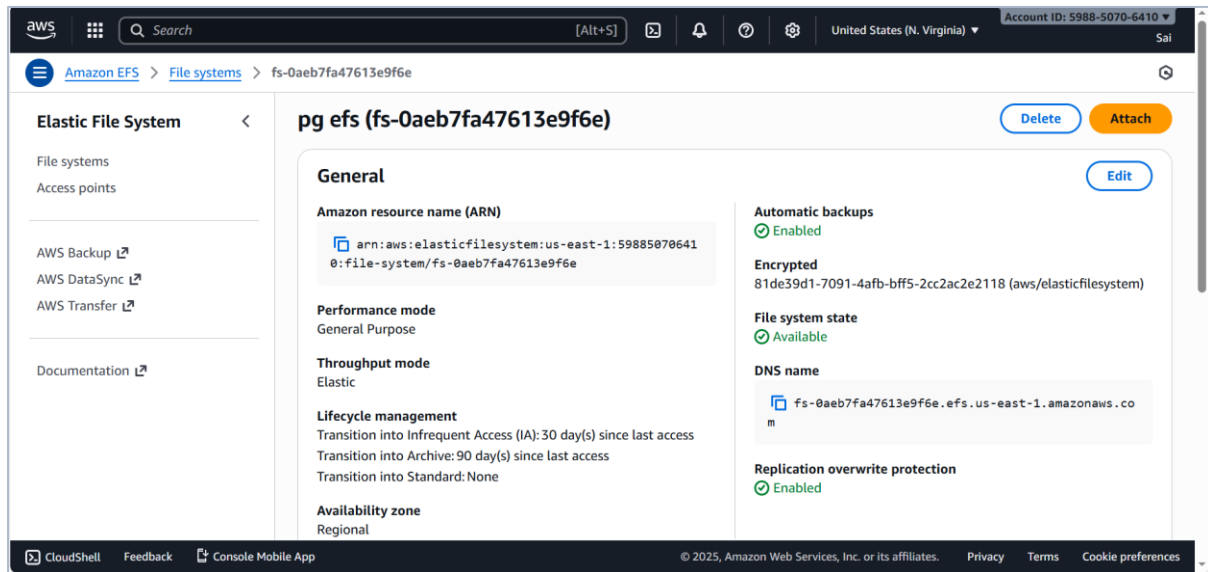 aws
Search
[Alt+S]
United States (N. Virginia)
Account ID: 5988-5070-6410
Sai
Amazon EFS > File systems > fs-0aeb7fa47613e9f6e
Elastic File System
File systems
Access points
AWS Backup
AWS DataSync
AWS Transfer
Documentation
pg efs (fs-0aeb7fa47613e9f6e)
Delete
Attach
General
Edit
Amazon resource name (ARN)
arn:aws:elasticfilesystem:us-east-1:59885070641
0:file-system/fs-0aeb7fa47613e9f6e
Performance mode
General Purpose
Throughput mode
Elastic
Lifecycle management
Transition into Infrequent Access (IA): 30 day(s) since last access
Transition into Archive: 90 day(s) since last access
Transition into Standard: None
Availability zone
Regional
Automatic backups
Enabled
Encrypted
81de39d1-7091-4afb-bff5-2cc2ac2e2118 (aws/elasticfilesystem)
File system state
Available
DNS name
fs-0aeb7fa47613e9f6e.efs.us-east-1.amazonaws.co
m
Replication overwrite protection
Enabled
CloudShell
Feedback
Console Mobile App
© 2025, Amazon Web Services, Inc. or its affiliates.
Privacy
Terms
Cookie preferences